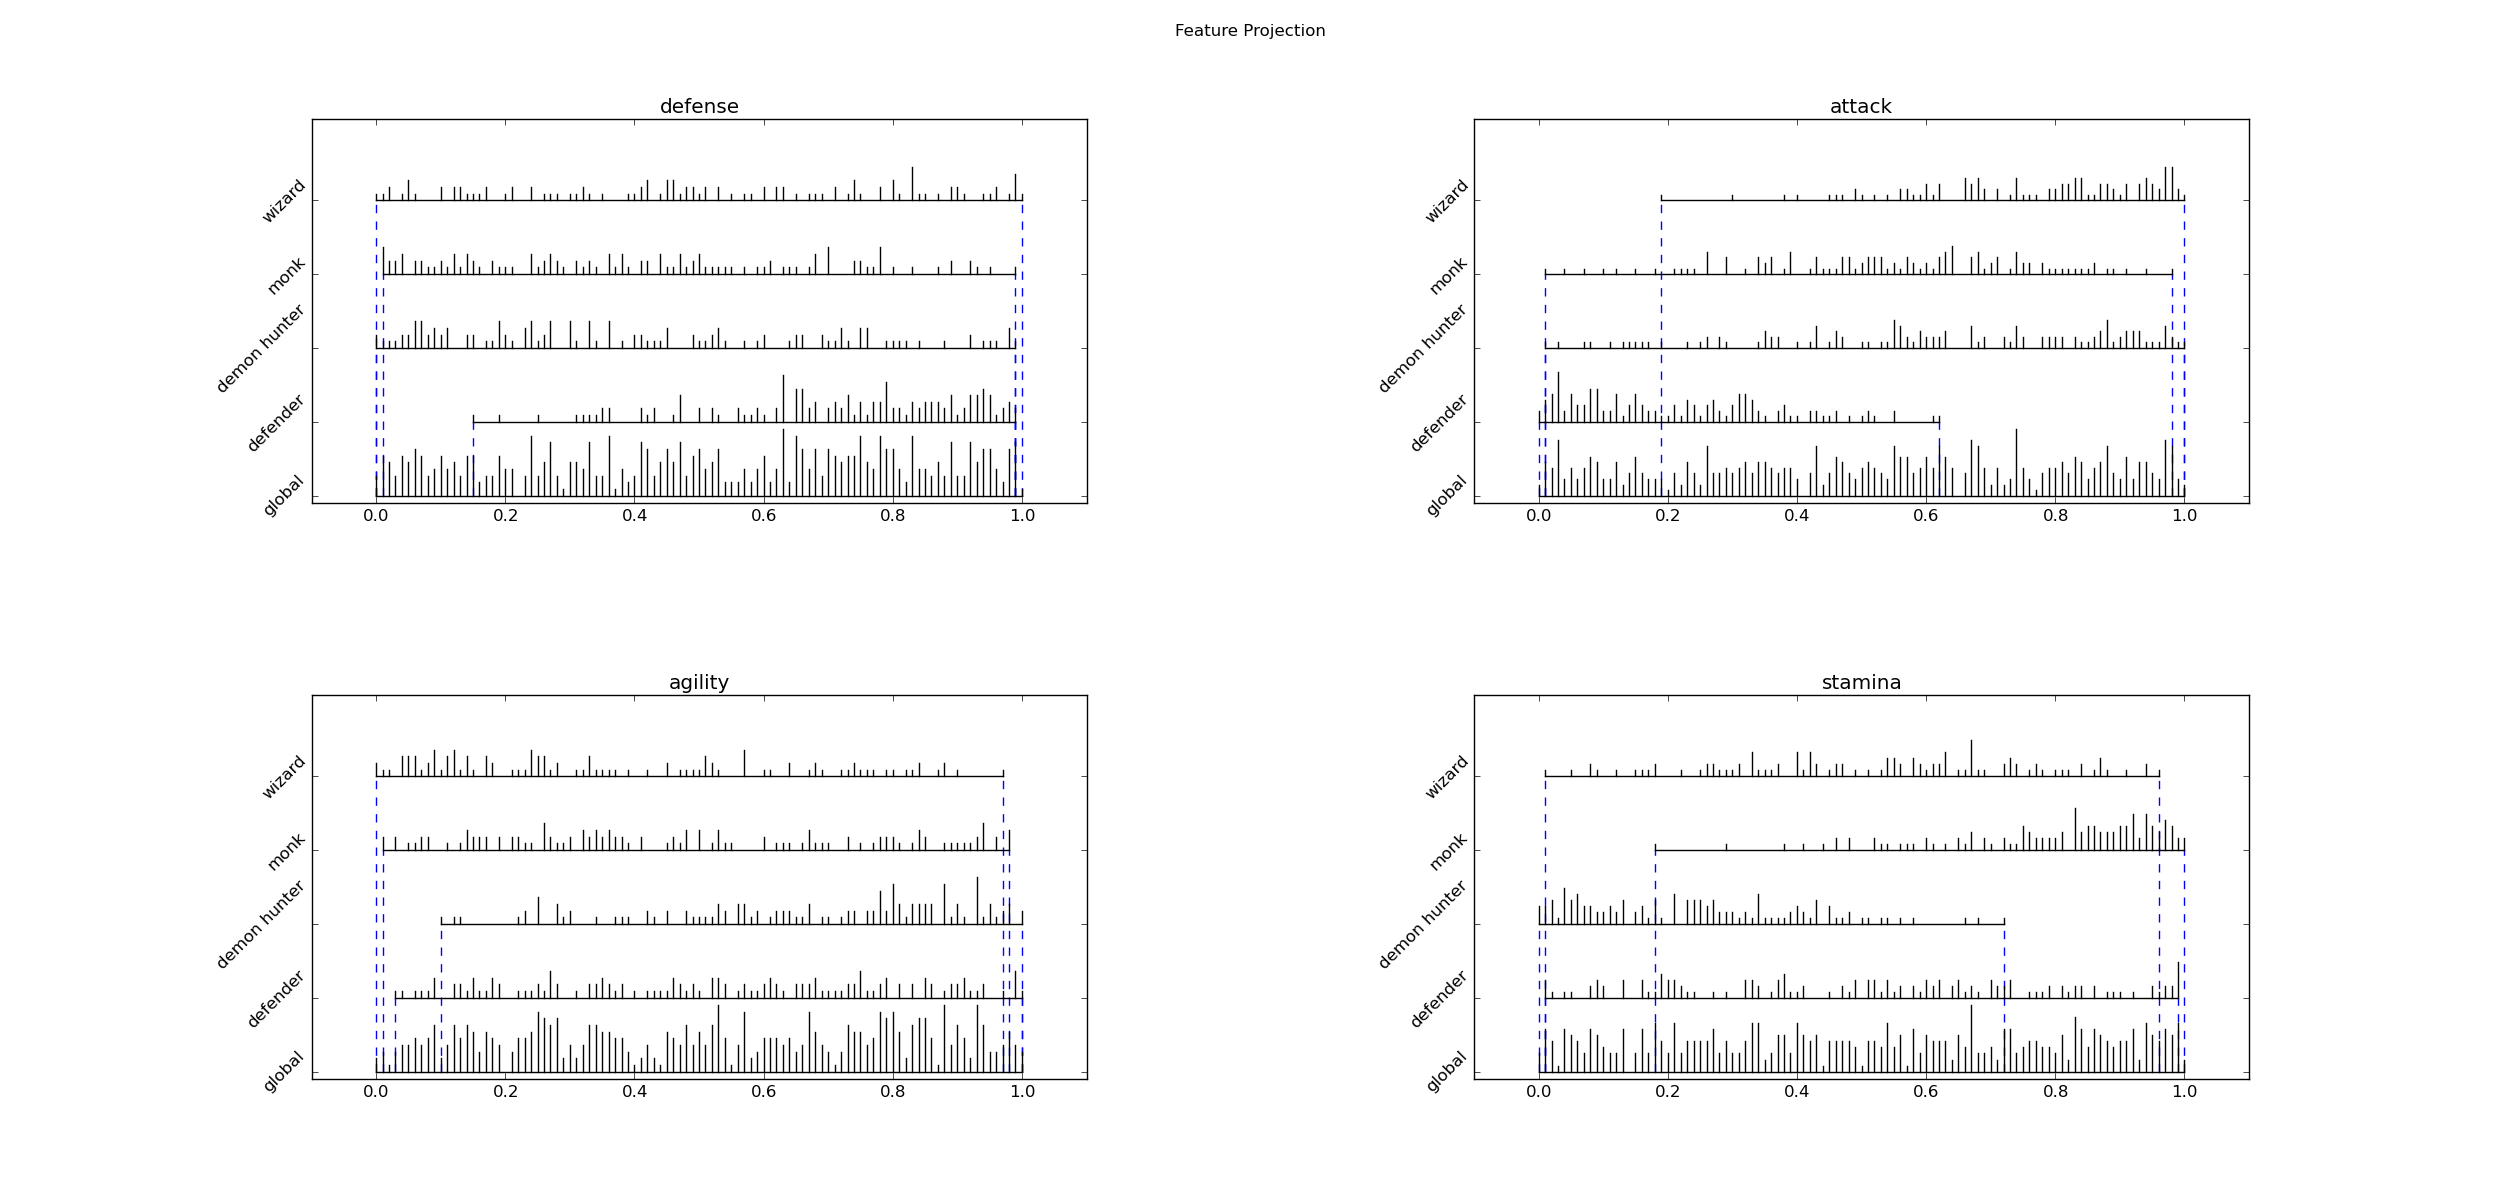 Feature Projection
defense
wizard
monk
demon hunter
defender
global
0.0 0.2 0.4 0.6 0.8 1.0
attack
wizard
monk
demon hunter
defender
global
0.0 0.2 0.4 0.6 0.8 1.0
agility
wizard
monk
demon hunter
defender
global
0.0 0.2 0.4 0.6 0.8 1.0
stamina
wizard
monk
demon hunter
defender
global
0.0 0.2 0.4 0.6 0.8 1.0